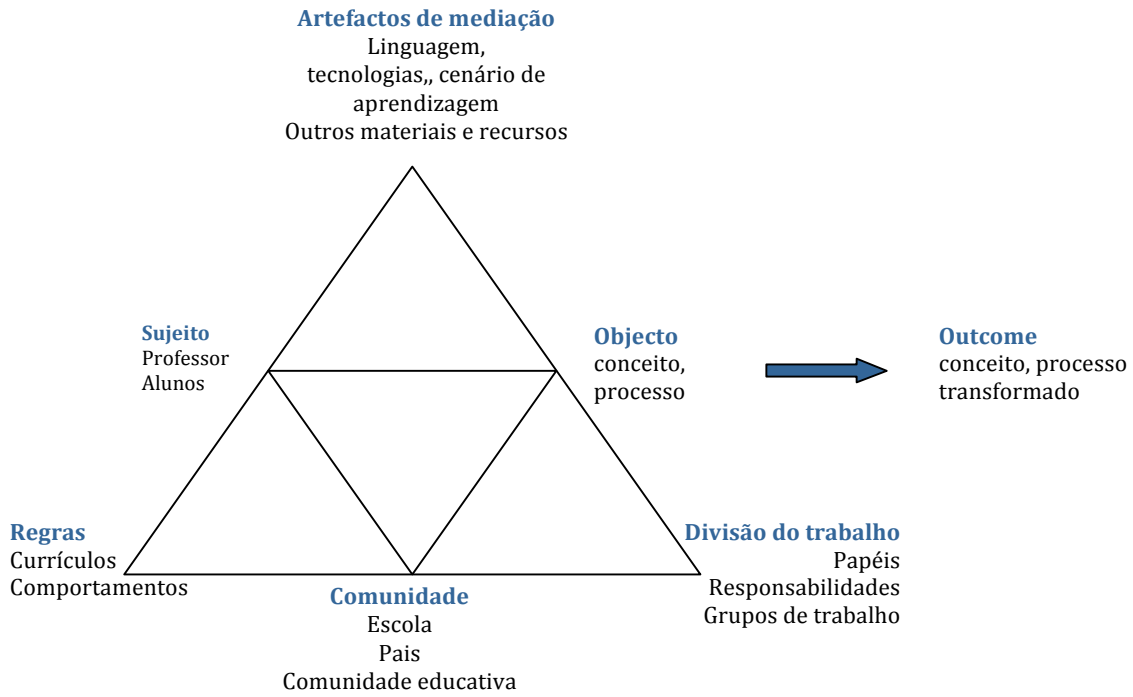 Artefactos de mediação
Linguagem,
tecnologias,, cenário de
aprendizagem
Outros materiais e recursos
Sujeito
Professor
Alunos
Objecto
conceito,
processo
Outcome
conceito, processo
transformado
Regras
Currículos
Comportamentos
Comunidade
Escola
Pais
Comunidade educativa
Divisão do trabalho
Papéis
Responsabilidades
Grupos de trabalho